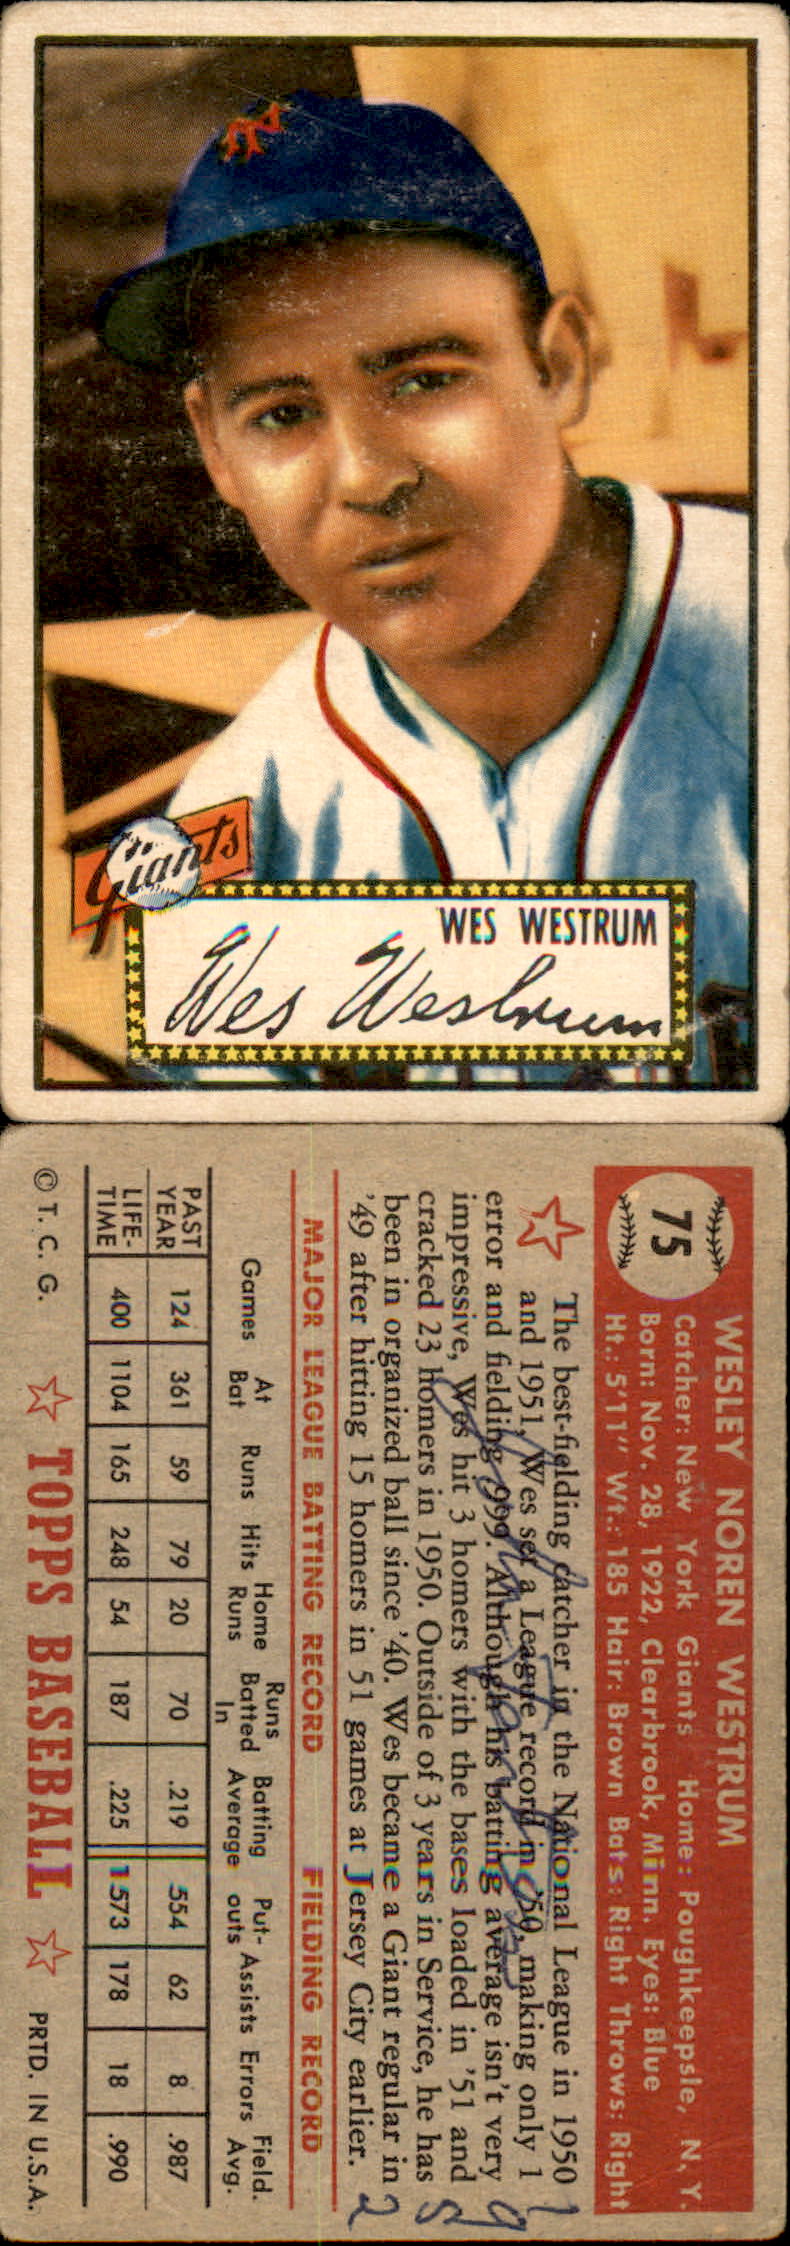 Giants
WES WESTRUM
Wes Westrum
75
WESLEY NOREN WESTRUM
Catcher: New York Giants Home: Poughkeepsie, N. Y.
Born: Nov. 28, 1922, Clearbrook, Minn. Eyes: Blue
Ht.: 5'11" Wt.: 185 Hair: Brown Bats: Right Throws: Right
The best-fielding catcher in the National League in 1950
and 1951, Wes set a League record in '50, making only 1
error and fielding .999. Although his batting average isn't very
impressive, Wes hit 3 homers with the bases loaded in '51 and
cracked 23 homers in 1950. Outside of 3 years in Service, he has
been in organized ball since '40. Wes became a Giant regular in
'49 after hitting 15 homers in 51 games at Jersey City earlier.
1952
MAJOR LEAGUE BATTING RECORD FIELDING RECORD
Games At Bat Runs Hits Home Runs Runs Batted In Batting Average Put-outs Assists Errors Field. Avg.
PAST YEAR 124 361 59 79 20 70 .219 554 62 8 .987
LIFE-TIME 400 1104 165 248 54 187 .225 1573 178 18 .990
© T. C. G. TOPPS BASEBALL PRTD. IN U.S.A.